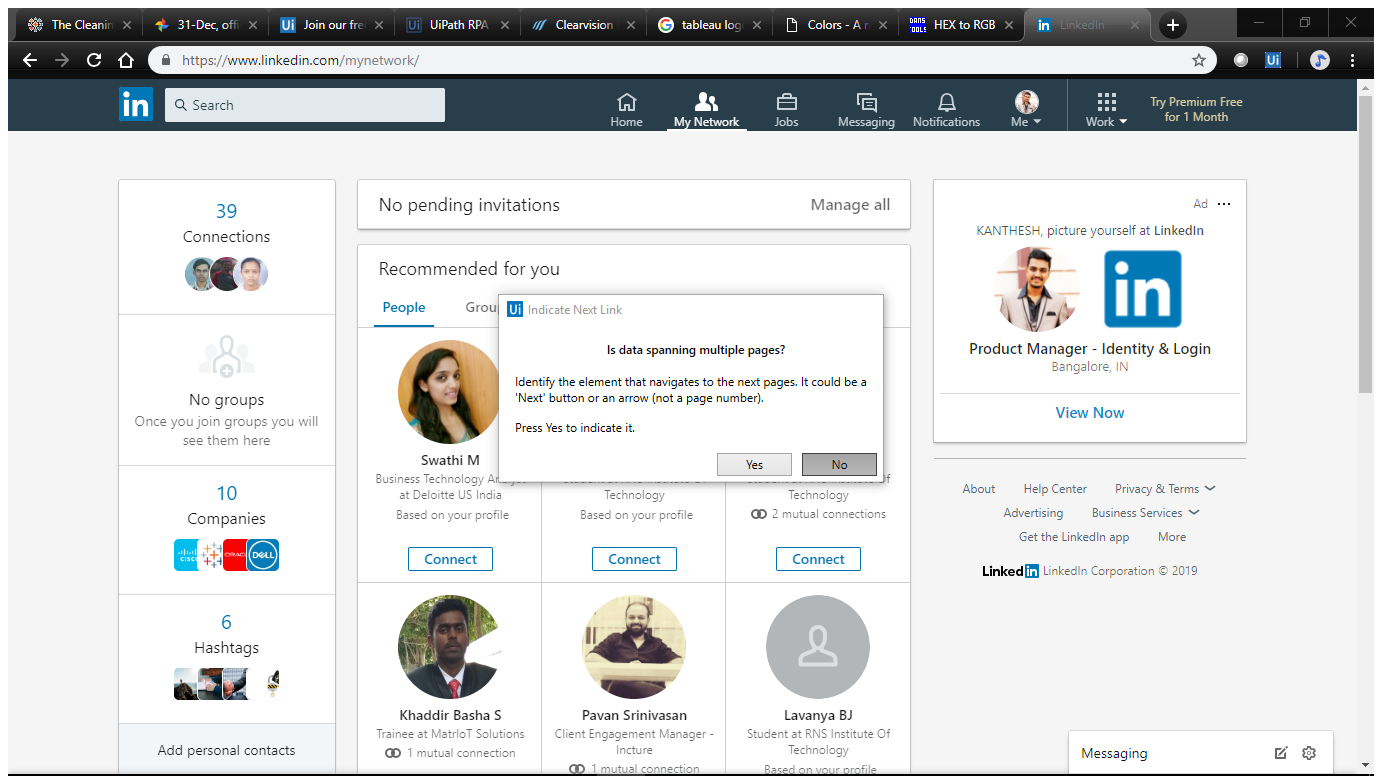 The Cleanin
31-Dec, offi
Join our fre
UiPath RPA
Clearvision
tableau log
Colors - A n
DANS TOOLS
HEX to RGB
LinkedIn
https://www.linkedin.com/mynetwork/
Ui
in
Search
Home
My Network
Jobs
Messaging
Notifications
Me
Work
Try Premium Free
for 1 Month
39
Connections
No groups
Once you join groups you will
see them here
10
Companies
CISCO
ORAC
DELL
6
Hashtags
Add personal contacts
No pending invitations
Manage all
Recommended for you
People
Grou
Ui Indicate Next Link
Is data spanning multiple pages?
Identify the element that navigates to the next pages. It could be a
'Next' button or an arrow (not a page number).
Press Yes to indicate it.
Yes
No
Swathi M
Business Technology Analyst
at Deloitte US India
Based on your profile
Connect
Technology
Based on your profile
Connect
Technology
2 mutual connections
Connect
Khaddir Basha S
Trainee at MatrIoT Solutions
1 mutual connection
Pavan Srinivasan
Client Engagement Manager -
Incture
1 mutual connection
Lavanya BJ
Student at RNS Institute Of
Technology
Based on your profile
Ad
KANTHESH, picture yourself at LinkedIn
in
Product Manager - Identity & Login
Bangalore, IN
View Now
About
Help Center
Privacy & Terms
Advertising
Business Services
Get the LinkedIn app
More
Linkedin LinkedIn Corporation © 2019
Messaging